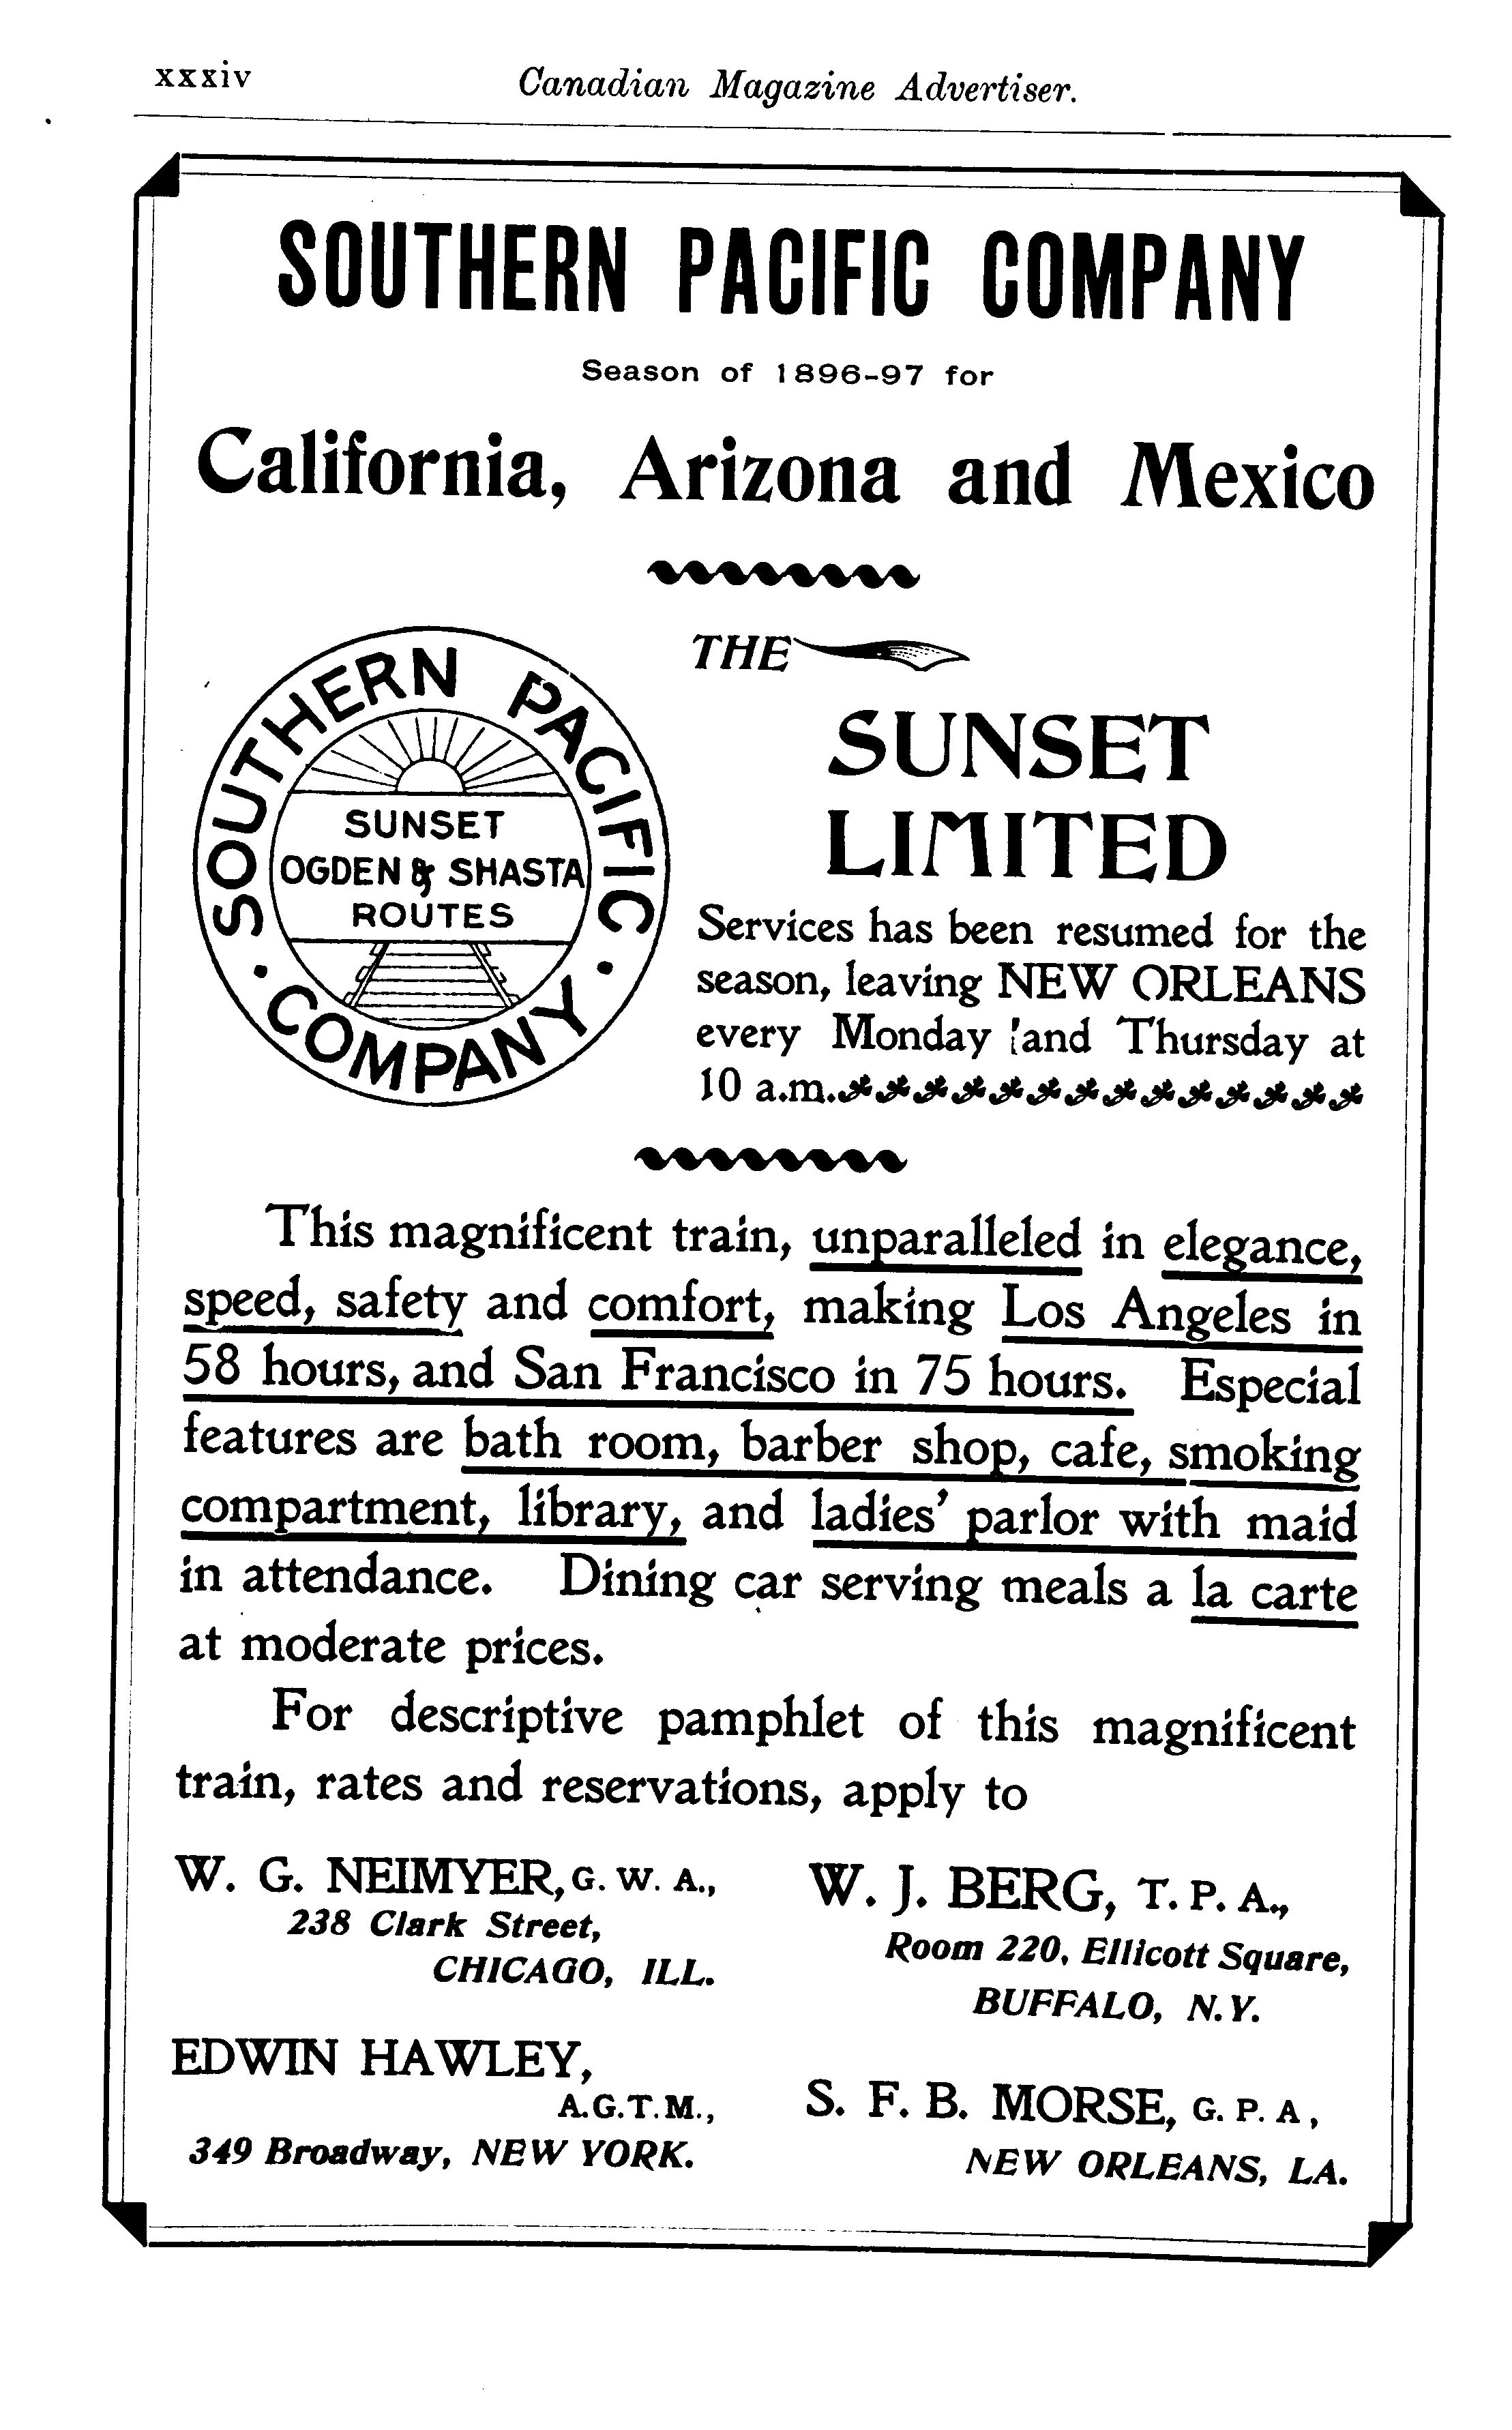 xxxiv
Canadian Magazine Advertiser.
SOUTHERN PACIFIC COMPANY
Season of 1896-97 for
California, Arizona and Mexico
SOUTHERN PACIFIC
· COMPANY ·
SUNSET
OGDEN & SHASTA
ROUTES
THE
SUNSET
LIMITED
Services has been resumed for the
season, leaving NEW ORLEANS
every Monday and Thursday at
10 a.m.
This magnificent train, unparalleled in elegance,
speed, safety and comfort, making Los Angeles in
58 hours, and San Francisco in 75 hours. Especial
features are bath room, barber shop, cafe, smoking
compartment, library, and ladies' parlor with maid
in attendance. Dining car serving meals a la carte
at moderate prices.
For descriptive pamphlet of this magnificent
train, rates and reservations, apply to
W. G. NEIMYER, G. W. A.,
238 Clark Street,
CHICAGO, ILL.
W. J. BERG, T. P. A.,
Room 220, Ellicott Square,
BUFFALO, N. Y.
EDWIN HAWLEY,
A.G.T.M.,
349 Broadway, NEW YORK.
S. F. B. MORSE, G. P. A,
NEW ORLEANS, LA.